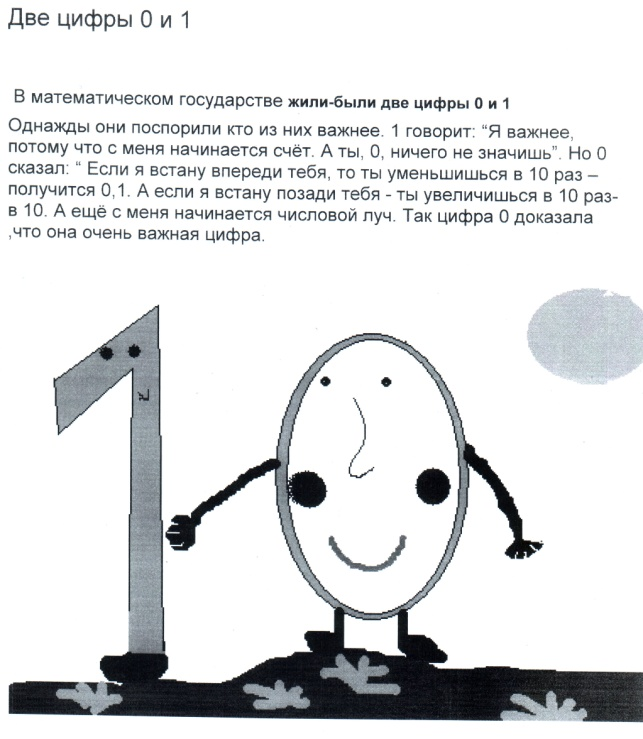 Две цифры 0 и 1
В математическом государстве жили-были две цифры 0 и 1
Однажды они поспорили кто из них важнее. 1 говорит: “Я важнее,
потому что с меня начинается счёт. А ты, 0, ничего не значишь”. Но 0
сказал: “ Если я встану впереди тебя, то ты уменьшишься в 10 раз –
получится 0,1. А если я встану позади тебя - ты увеличишься в 10 раз-
в 10. А ещё с меня начинается числовой луч. Так цифра 0 доказала
,что она очень важная цифра.